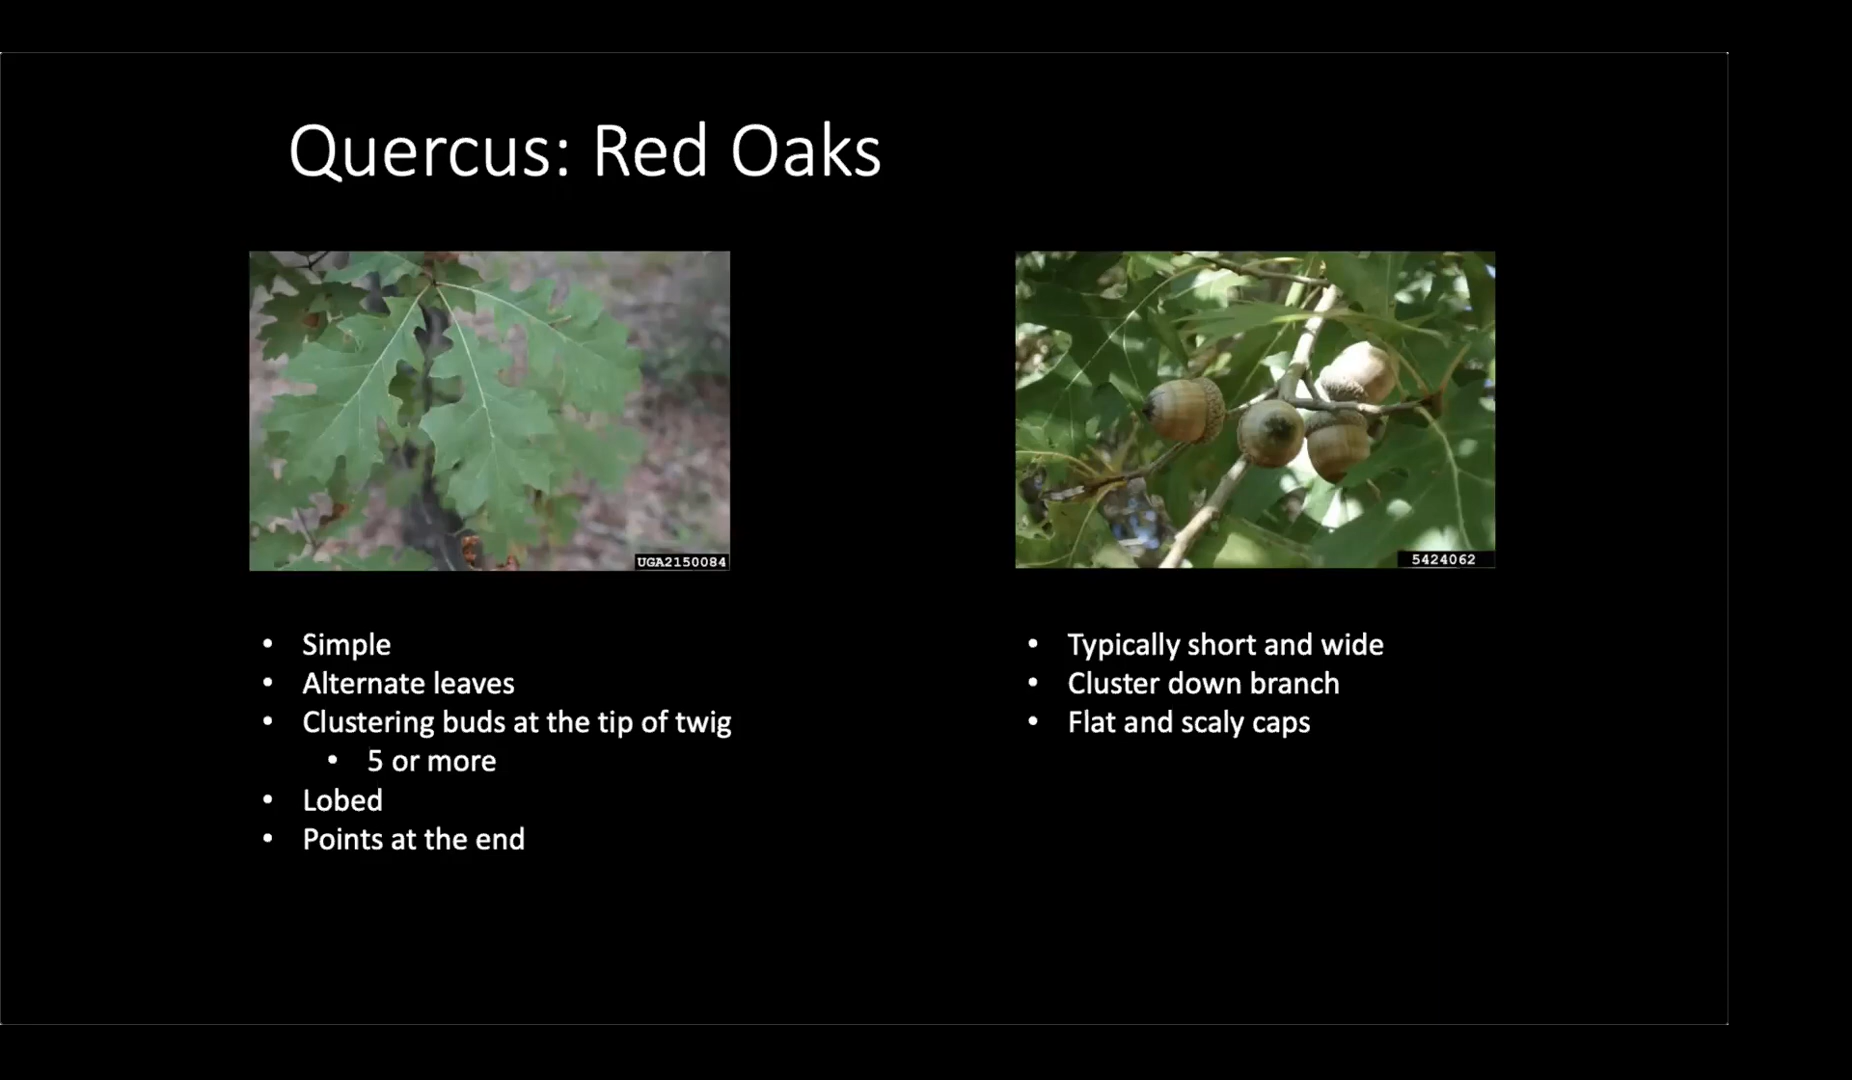 Quercus: Red Oaks
UGA2150084
5424062
• Simple
• Alternate leaves
• Clustering buds at the tip of twig
• 5 or more
• Lobed
• Points at the end
• Typically short and wide
• Cluster down branch
• Flat and scaly caps